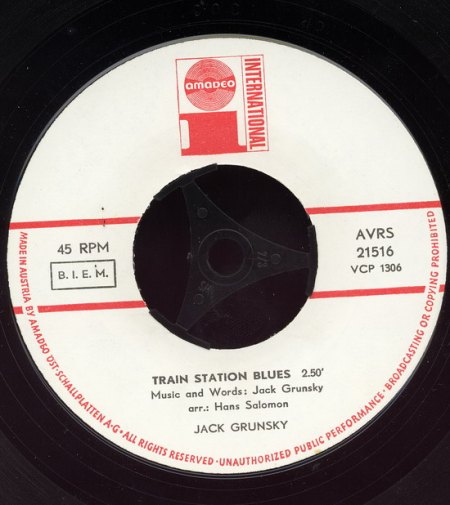 AMADEO
INTERNATIONAL
45 RPM
B. I. E. M.
AVRS
21516
VCP 1306
TRAIN STATION BLUES 2.50'
Music and Words: Jack Grunsky
arr.: Hans Salomon
JACK GRUNSKY
MADE IN AUSTRIA BY AMADEO ÖST. SCHALLPLATTEN A·G · ALL RIGHTS RESERVED · UNAUTHORIZED PUBLIC PERFORMANCE · BROADCASTING OR COPYING PROHIBITED